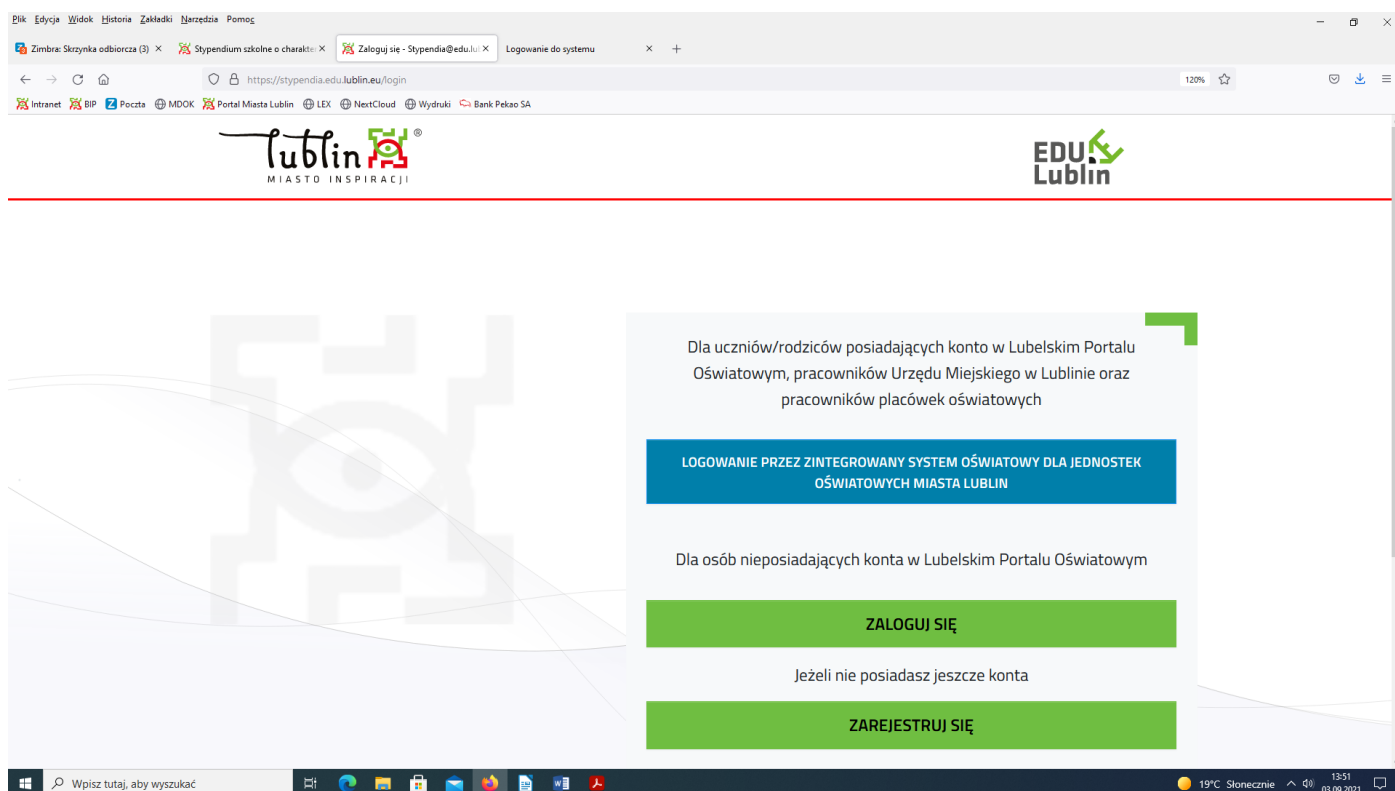 Plik Edycja Widok Historia Zakładki Narzędzia Pomoc
Zimbra: Skrzynka odbiorcza (3) × Stypendium szkolne o charakter × Zaloguj się - Stypendia@edu.lul × Logowanie do systemu × +
https://stypendia.edu.lublin.eu/login 120%
Intranet BIP Poczta MDOK Portal Miasta Lublin LEX NextCloud Wydruki Bank Pekao SA
lublin ®
MIASTO INSPIRACJI
EDU
Lublin
Dla uczniów/rodziców posiadających konto w Lubelskim Portalu
Oświatowym, pracowników Urzędu Miejskiego w Lublinie oraz
pracowników placówek oświatowych
LOGOWANIE PRZEZ ZINTEGROWANY SYSTEM OŚWIATOWY DLA JEDNOSTEK
OŚWIATOWYCH MIASTA LUBLIN
Dla osób nieposiadających konta w Lubelskim Portalu Oświatowym
ZALOGUJ SIĘ
Jeżeli nie posiadasz jeszcze konta
ZAREJESTRUJ SIĘ
Wpisz tutaj, aby wyszukać
19°C Słonecznie
13:51
03.09.2021